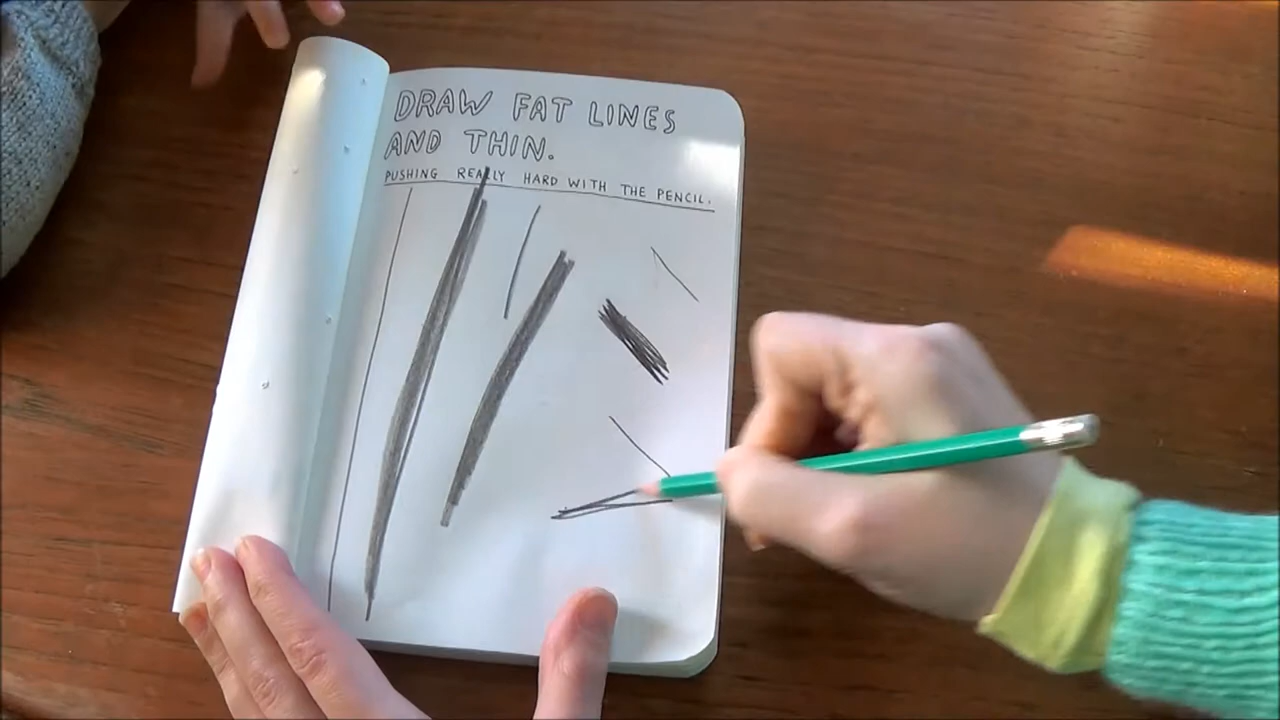 DRAW FAT LINES
AND THIN.
PUSHING REALLY HARD WITH THE PENCIL.